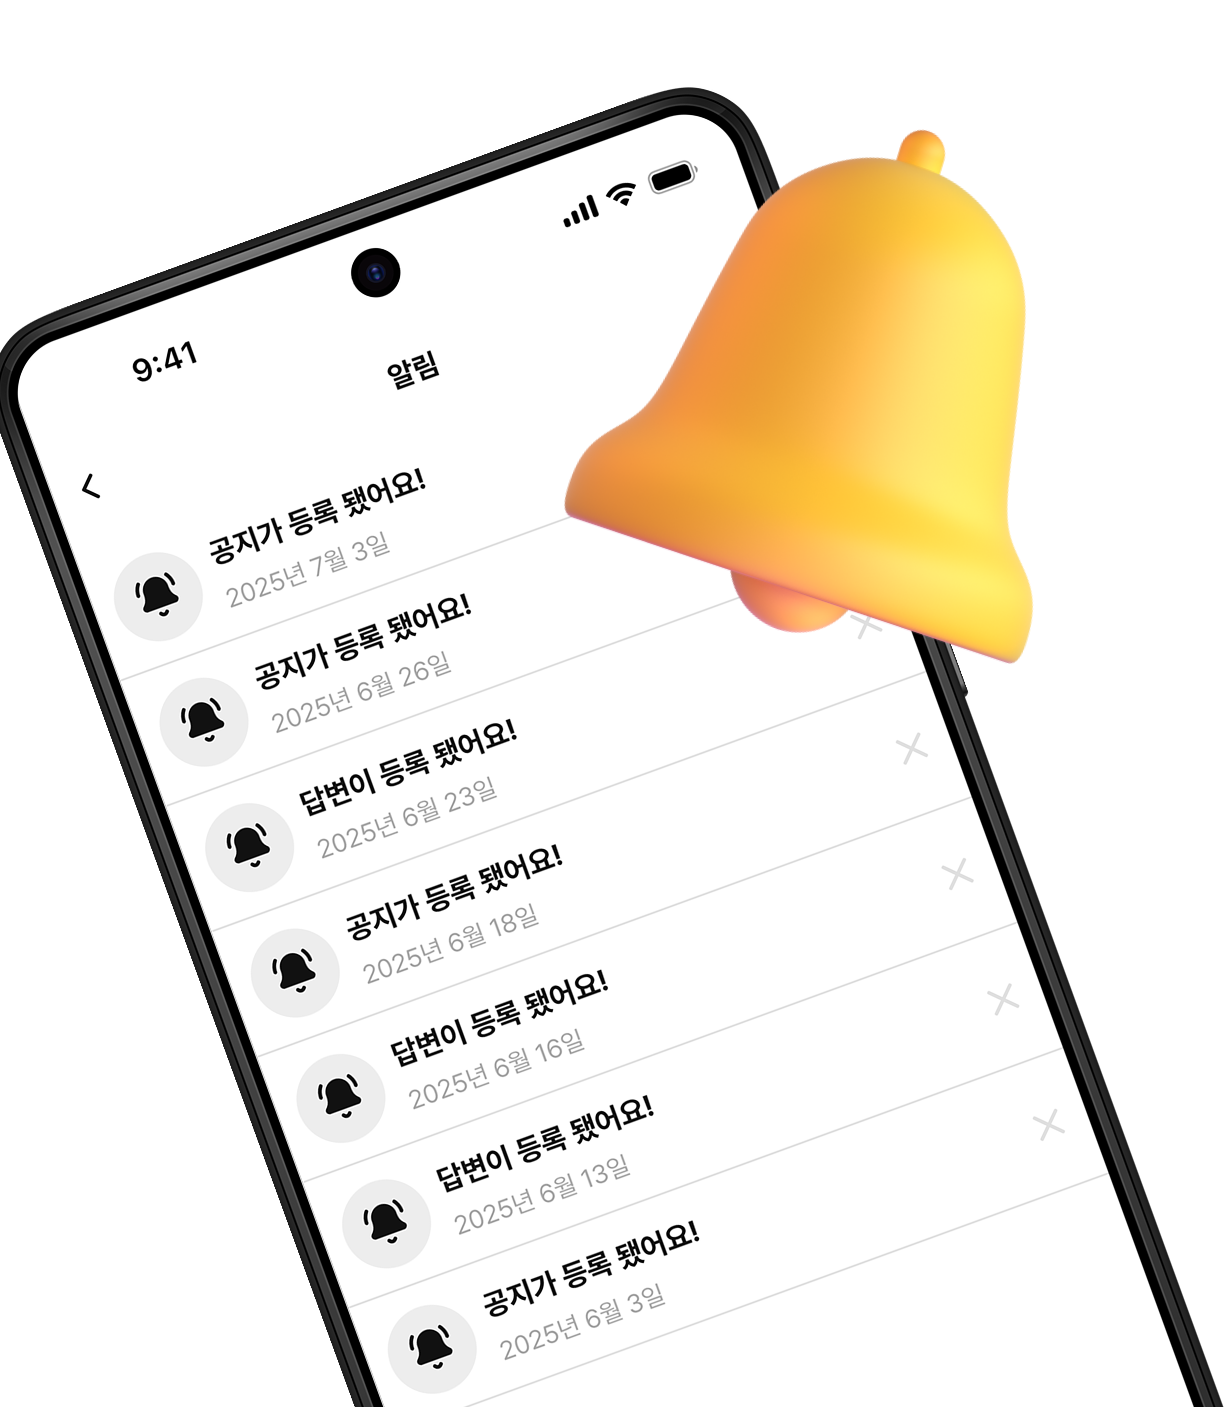 9:41
알림
공지가 등록 됐어요!
2025년 7월 3일
공지가 등록 됐어요!
2025년 6월 26일
답변이 등록 됐어요!
2025년 6월 23일
공지가 등록 됐어요!
2025년 6월 18일
답변이 등록 됐어요!
2025년 6월 16일
답변이 등록 됐어요!
2025년 6월 13일
공지가 등록 됐어요!
2025년 6월 3일